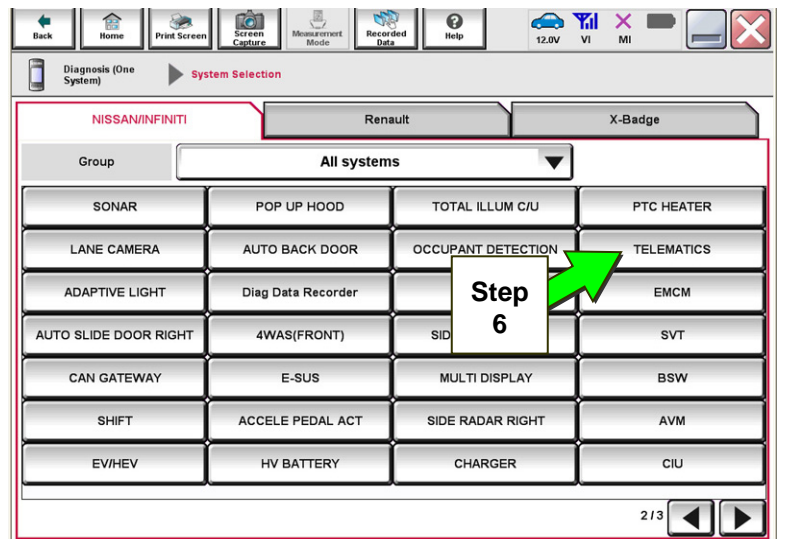 Back
Home
Print Screen
Screen
Capture
Measurement
Mode
Recorded
Data
Help
12.0V
VI
MI
Diagnosis (One
System)
System Selection
NISSAN/INFINITI
Renault
X-Badge
Group
All systems
SONAR
POP UP HOOD
TOTAL ILLUM C/U
PTC HEATER
LANE CAMERA
AUTO BACK DOOR
OCCUPANT DETECTION
TELEMATICS
ADAPTIVE LIGHT
Diag Data Recorder
EMCM
Step
6
AUTO SLIDE DOOR RIGHT
4WAS(FRONT)
SVT
CAN GATEWAY
E-SUS
MULTI DISPLAY
BSW
SHIFT
ACCELE PEDAL ACT
SIDE RADAR RIGHT
AVM
EV/HEV
HV BATTERY
CHARGER
CIU
2/3